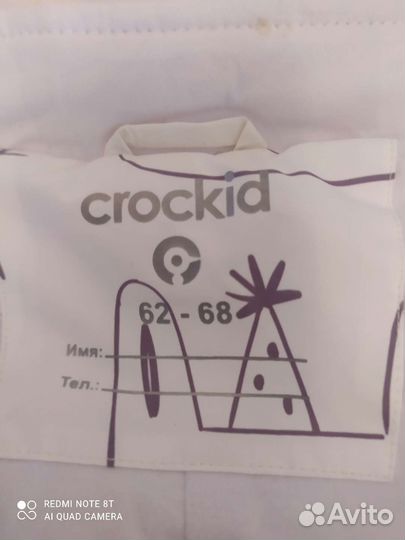 crockid
62 - 68
Имя:
Тел.:
REDMI NOTE 8T
AI QUAD CAMERA
Avito